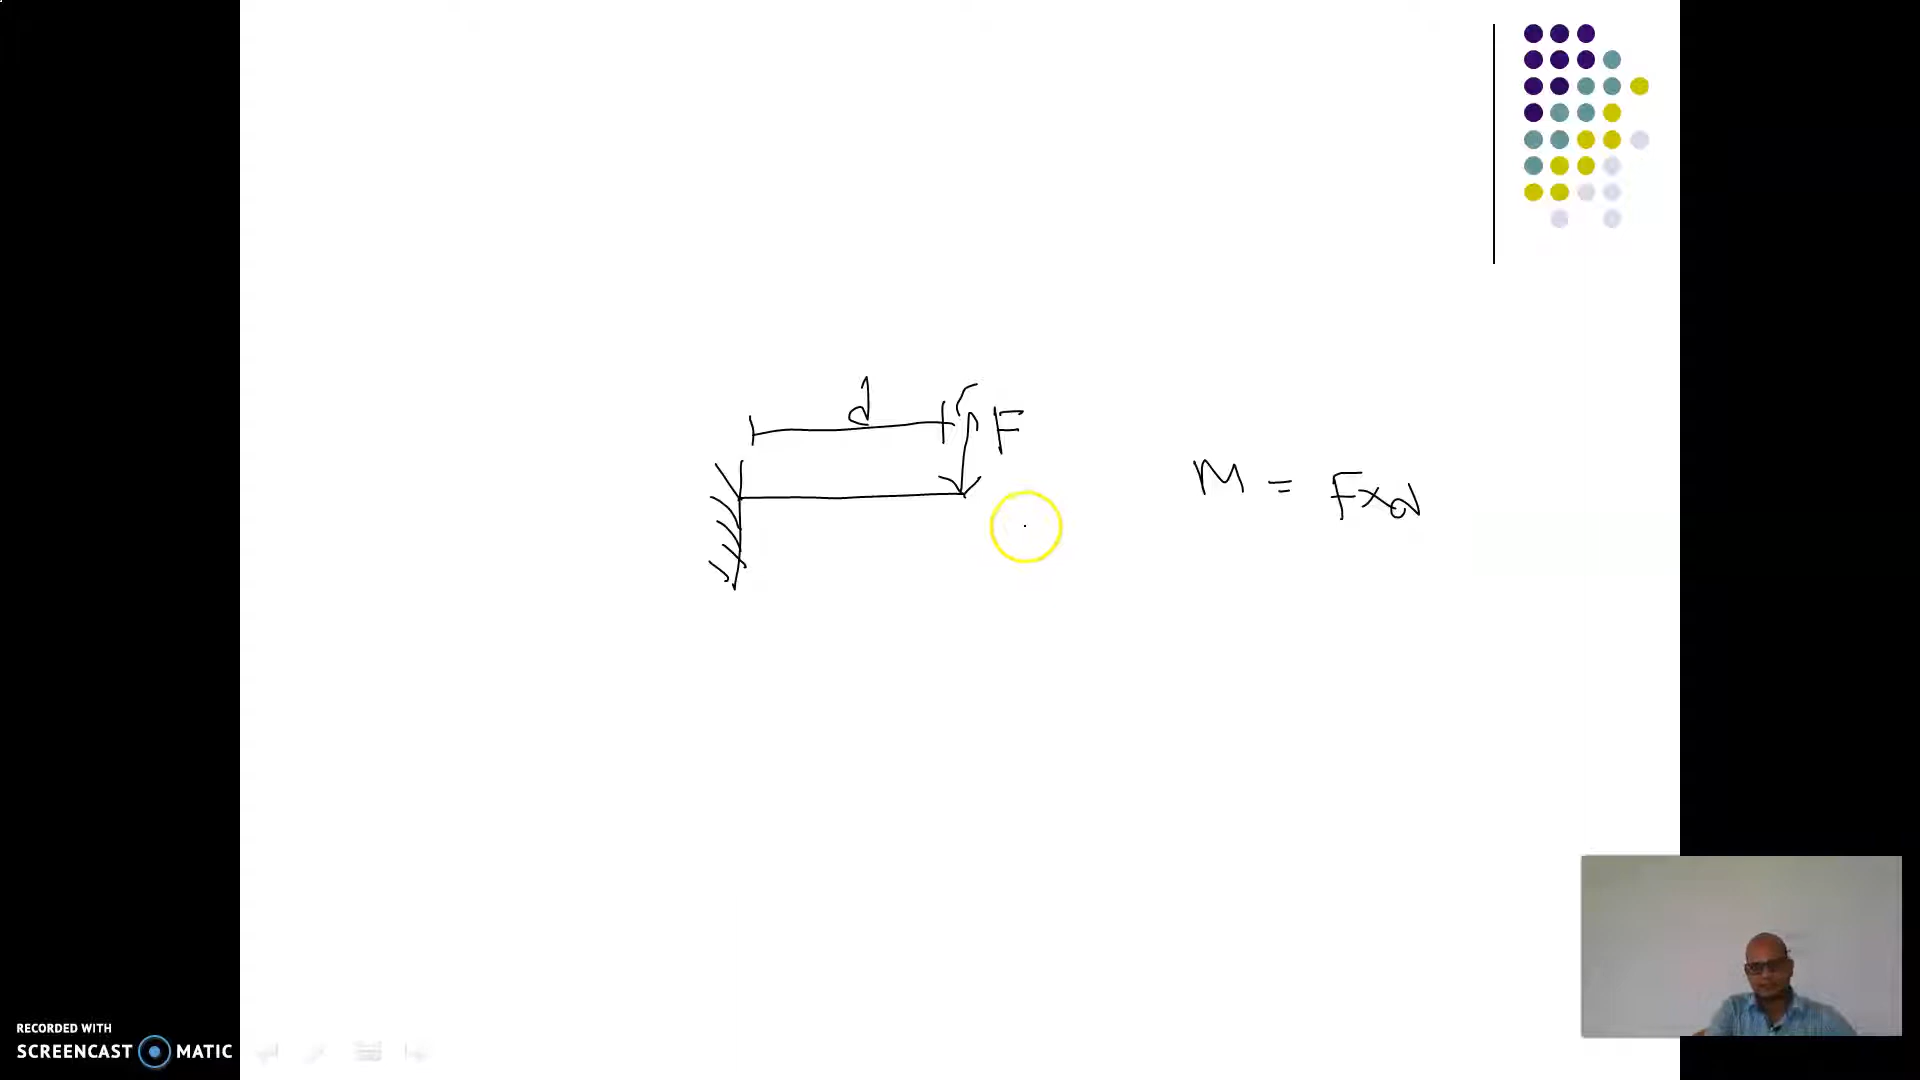 d
F
M = F x d
RECORDED WITH
SCREENCAST MATIC